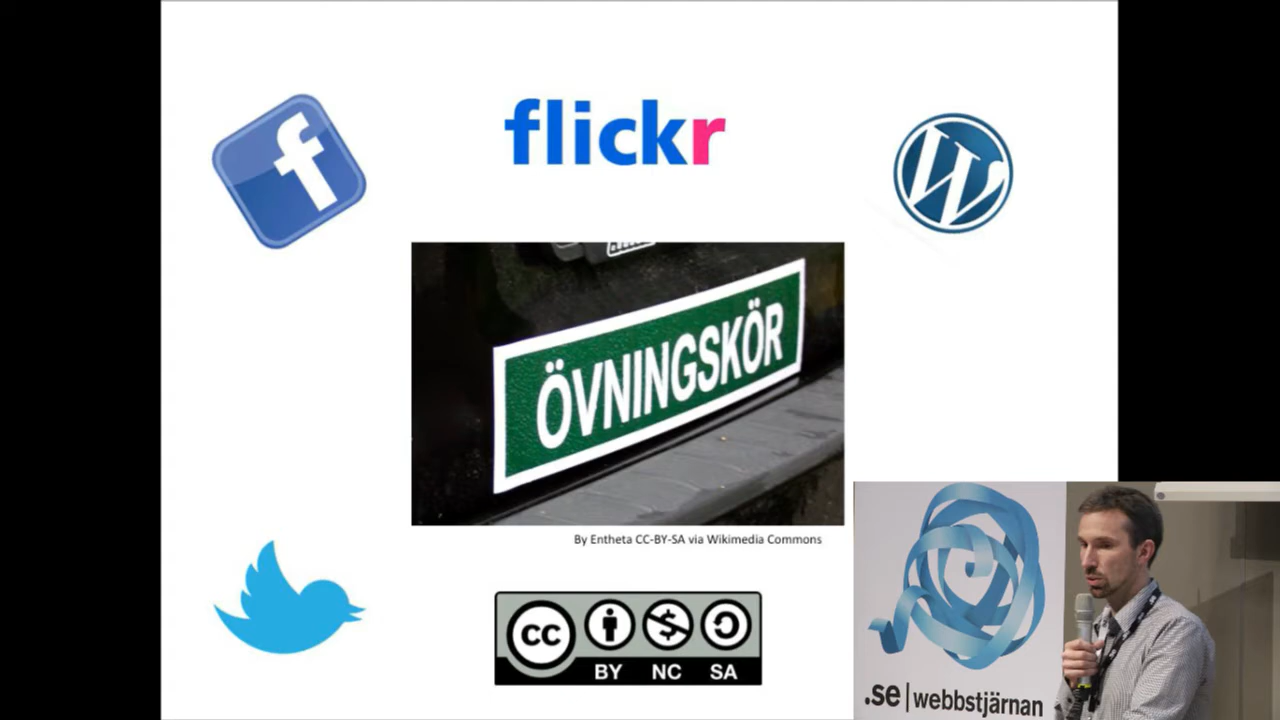 flickr
ÖVNINGSKÖR
By Entheta CC-BY-SA via Wikimedia Commons
cc
BY NC SA
.se | webbstjärnan